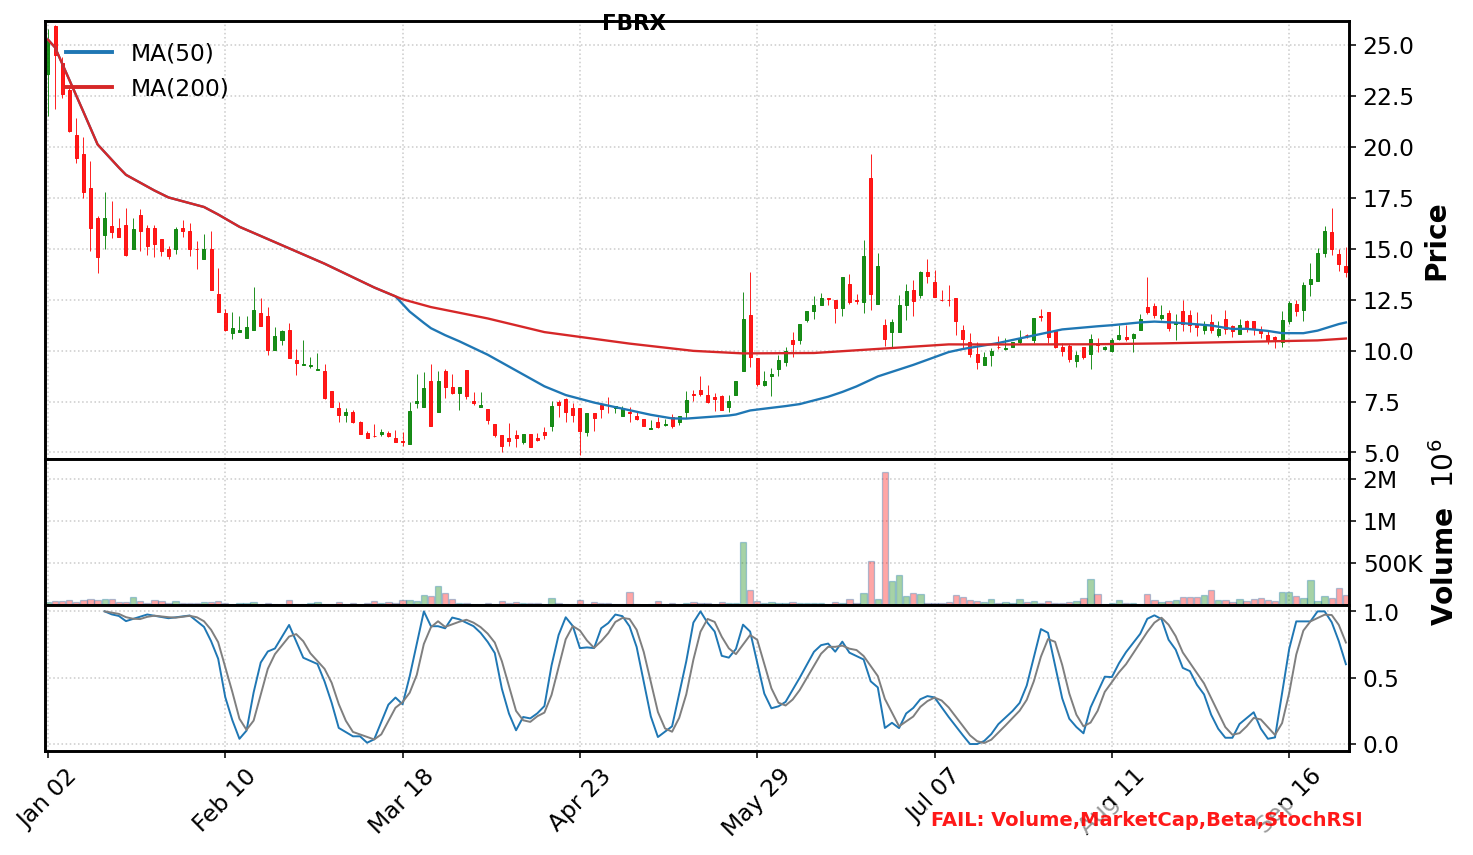 FBRX
MA(50)
MA(200)
25.0
22.5
20.0
17.5
15.0
12.5
10.0
7.5
5.0
Price
2M
1M
500K
Volume 10⁶
1.0
0.5
0.0
Jan 02
Feb 10
Mar 18
Apr 23
May 29
Jul 07
Aug 11
Sep 16
FAIL: Volume,MarketCap,Beta,StochRSI